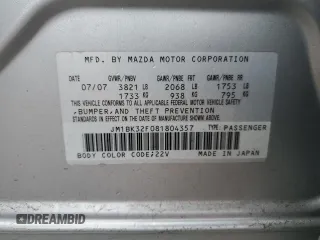 MFD. BY MAZDA MOTOR CORPORATION
GVWR/PNBV GAWR/PNBE FRT AV GAWR/PNBE RR AR
07/07 3821 LB 2068 LB 1753 LB
1733 KG 938 KG 795 KG
THIS VEHICLE CONFORMS TO ALL APPLICABLE FEDERAL MOTOR VEHICLE SAFETY,
BUMPER, AND THEFT PREVENTION
STANDARDS IN EFFECT ON THE DATE OF MANUFACTURE SHOWN ABOVE.
JM1BK32F081804357 TYPE:PASSENGER
BODY COLOR CODE:22V MADE IN JAPAN
DREAMBID